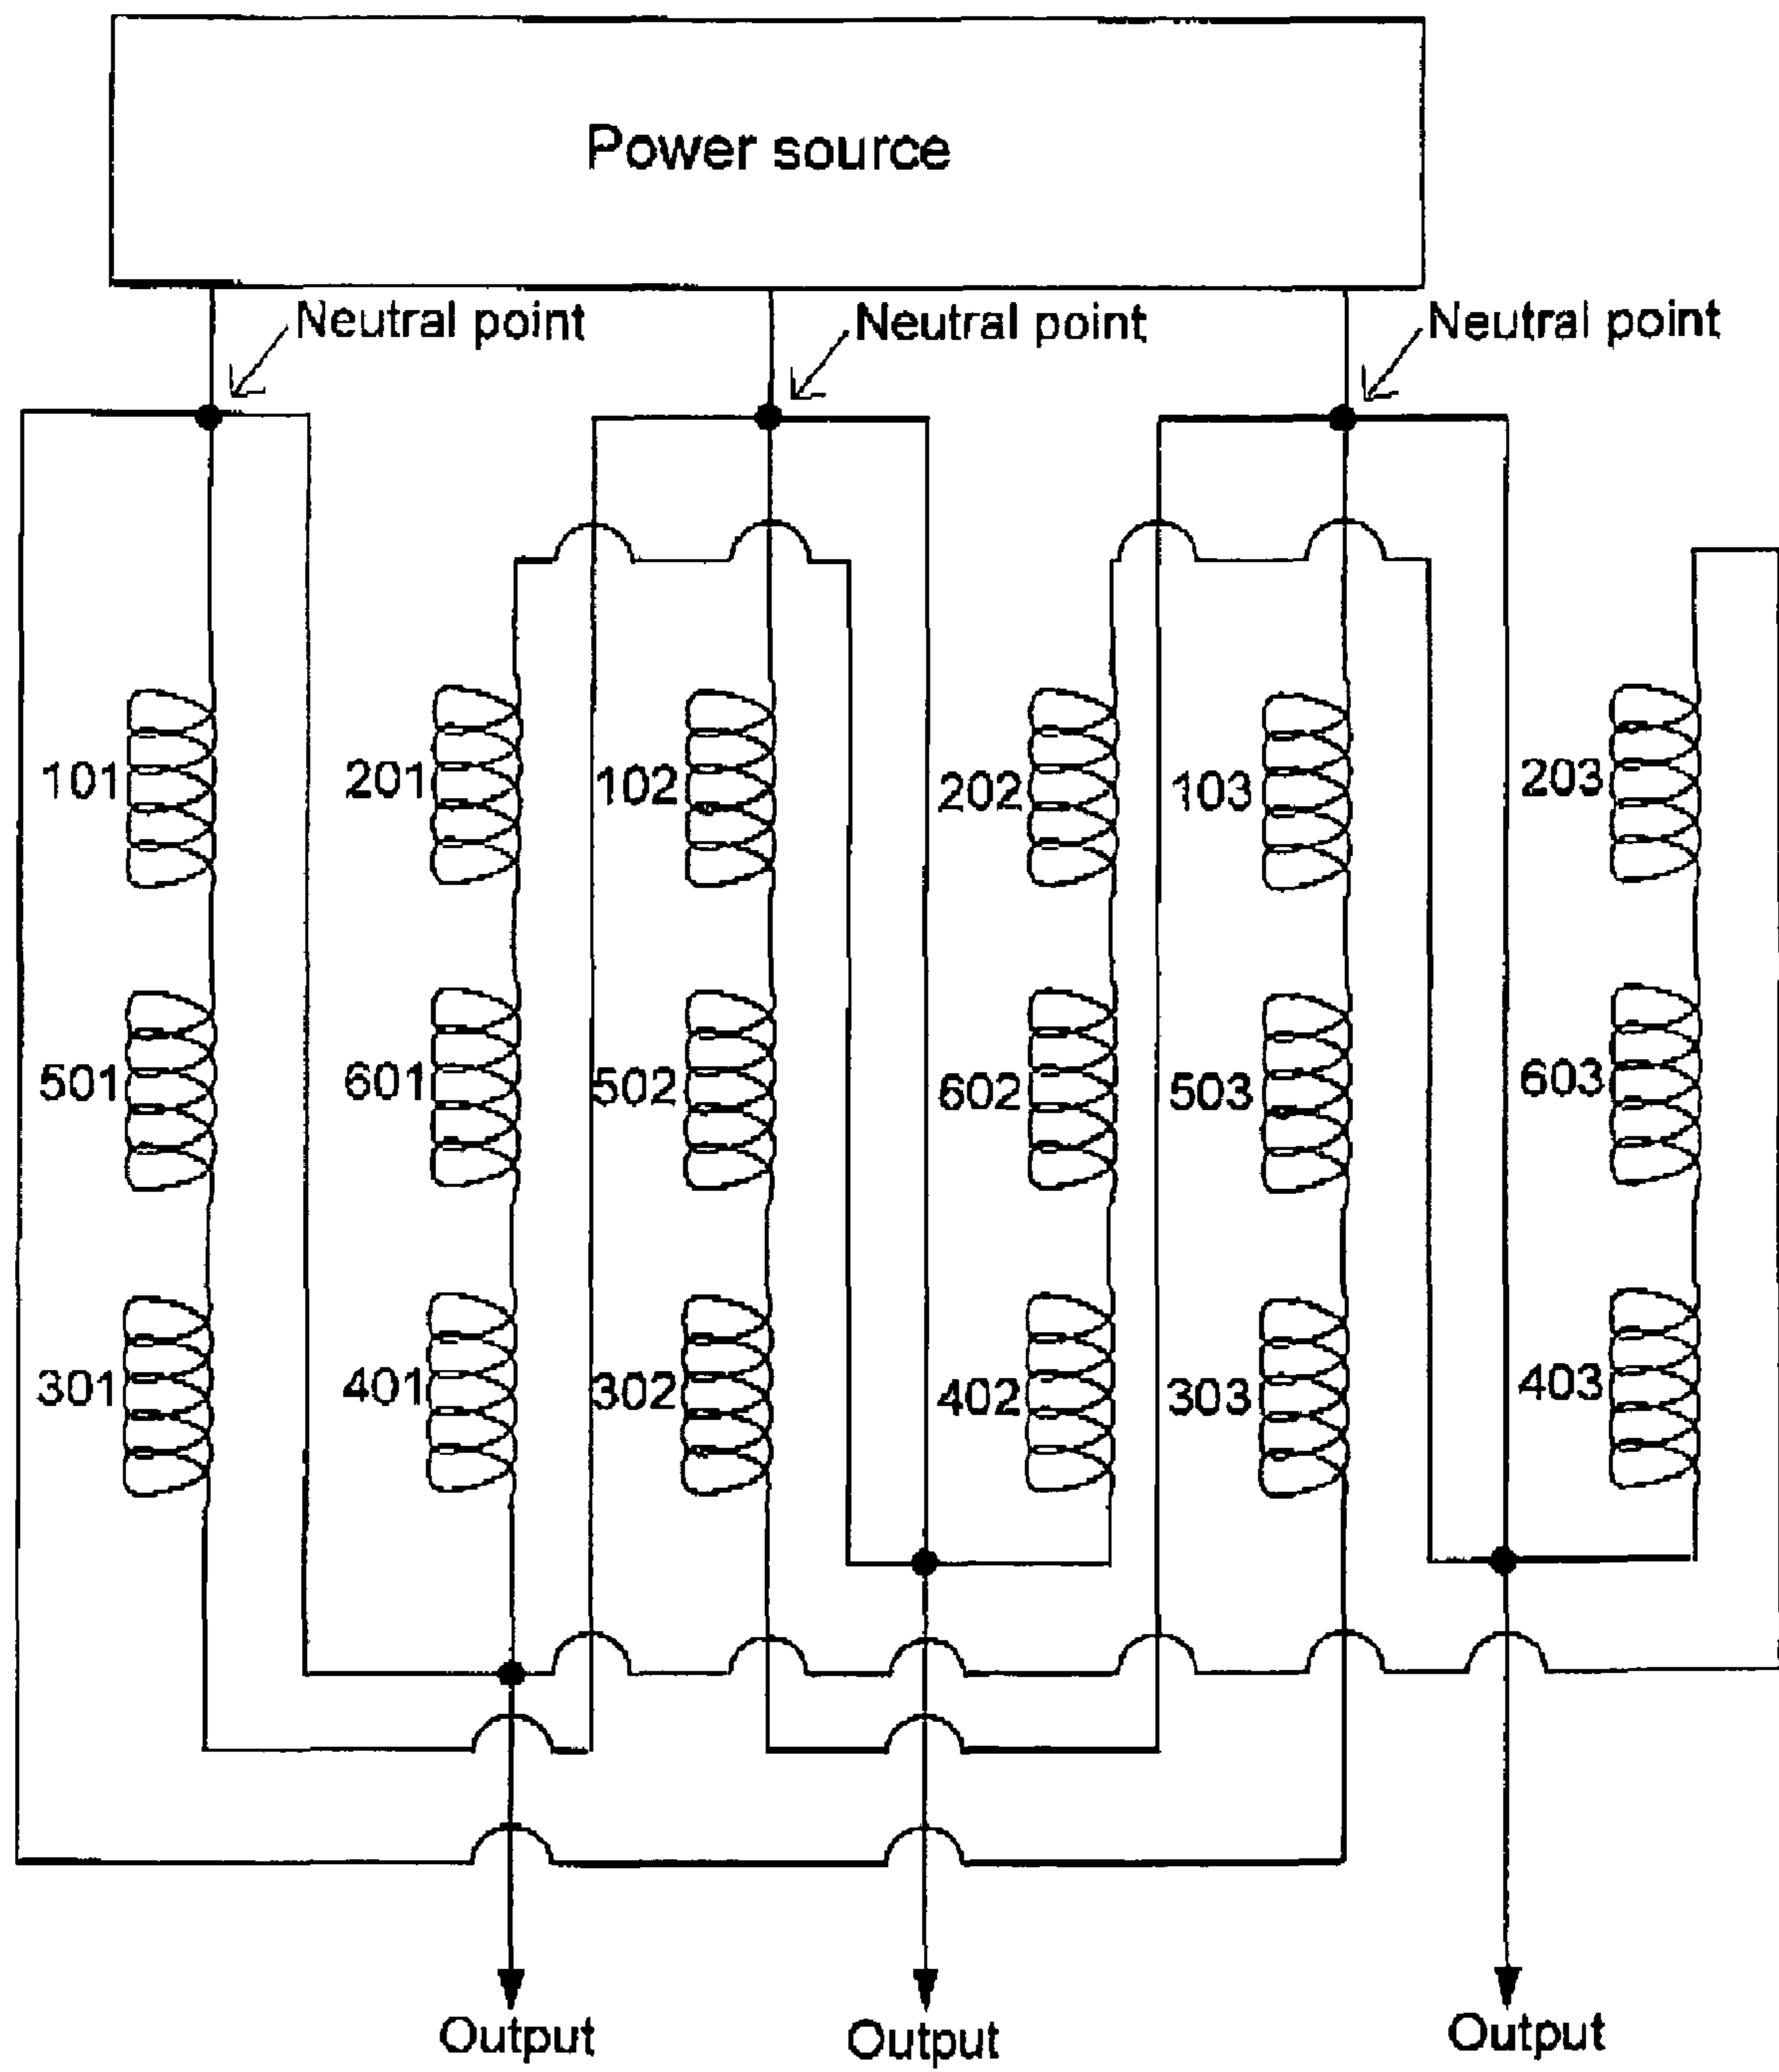 Power source
Neutral point
Neutral point
Neutral point
101
201
102
202
103
203
501
601
502
602
503
603
301
401
302
402
303
403
Output
Output
Output